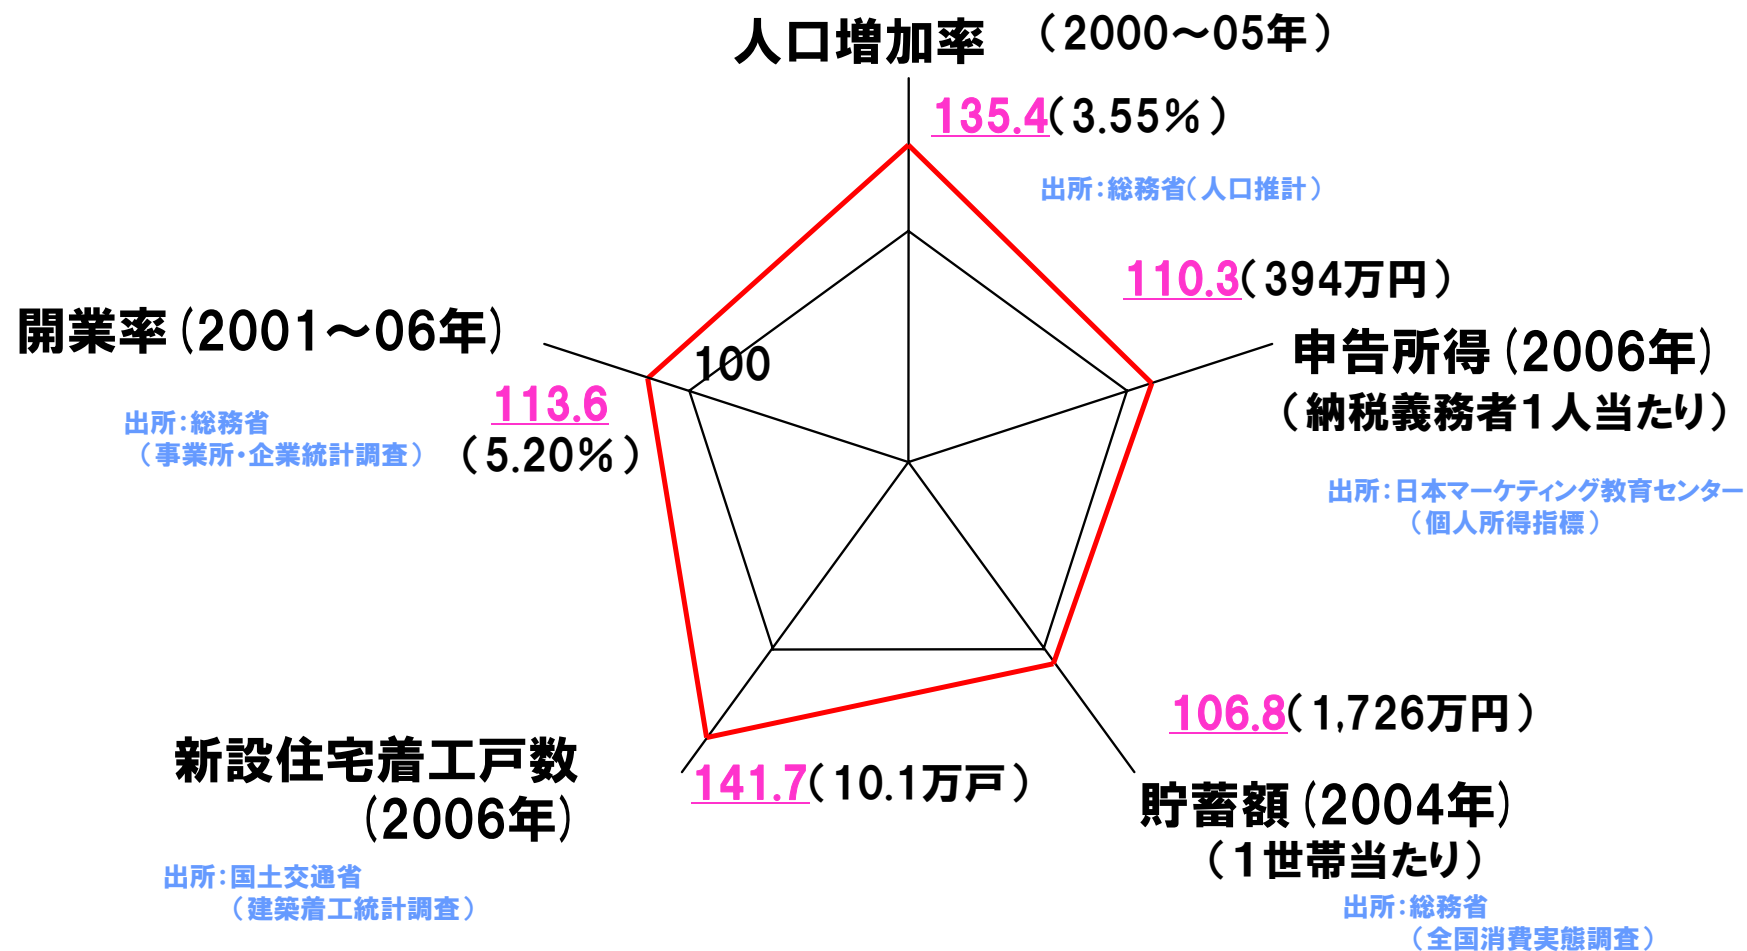 人口増加率 （2000～05年）
135.4（3.55％）
出所：総務省（人口推計）
110.3（394万円）
申告所得（2006年）
（納税義務者１人当たり）
出所：日本マーケティング教育センター
（個人所得指標）
開業率（2001～06年）
100
113.6
（5.20％）
出所：総務省
（事業所・企業統計調査）
106.8（1,726万円）
貯蓄額（2004年）
（１世帯当たり）
出所：総務省
（全国消費実態調査）
新設住宅着工戸数
（2006年）
141.7（10.1万戸）
出所：国土交通省
（建築着工統計調査）